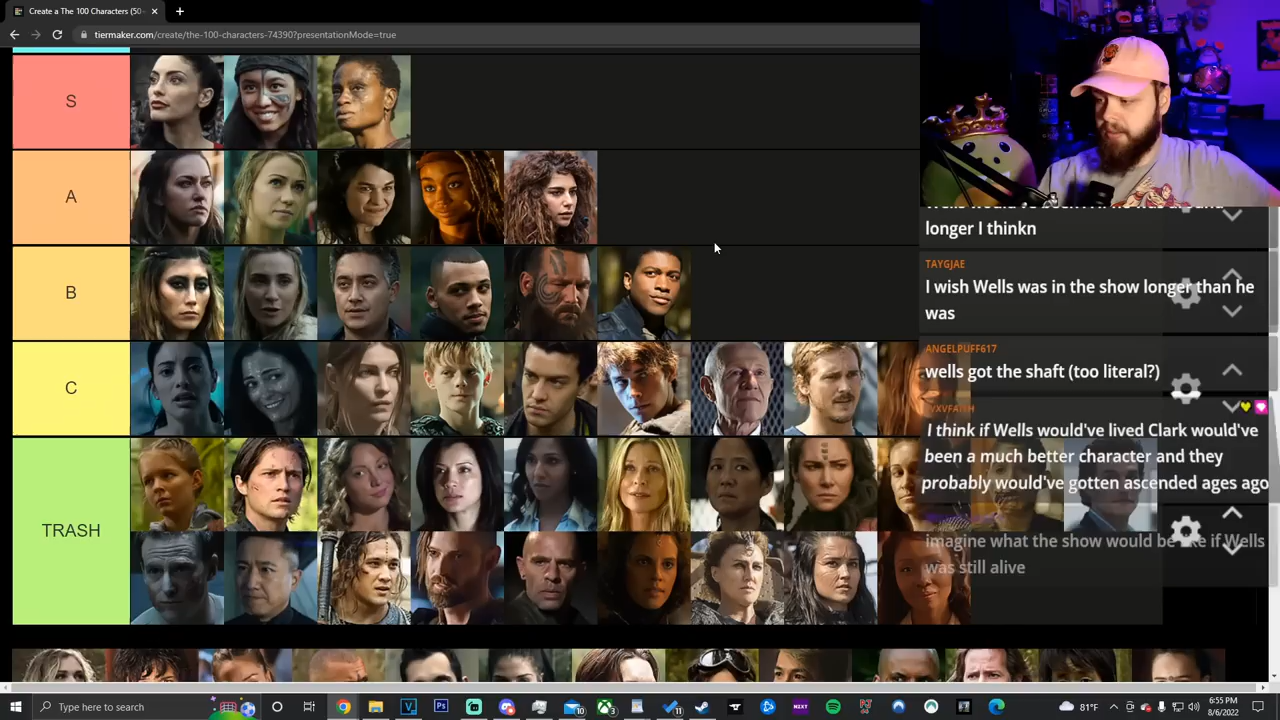 Create a The 100 Characters (50
tiermaker.com/create/the-100-characters-74390?presentationMode=true
S
A
B
C
TRASH
longer I thinkn
TAYGJAE
I wish Wells was in the show longer than he
was
ANGELPUFF617
wells got the shaft (too literal?)
I think if Wells would've lived Clark would've
been a much better character and they
probably would've gotten ascended ages ago
imagine what the show would be like if Wells
was still alive
Type here to search
10
3
11
N2XT
81°F
6:55 PM
8/6/2022